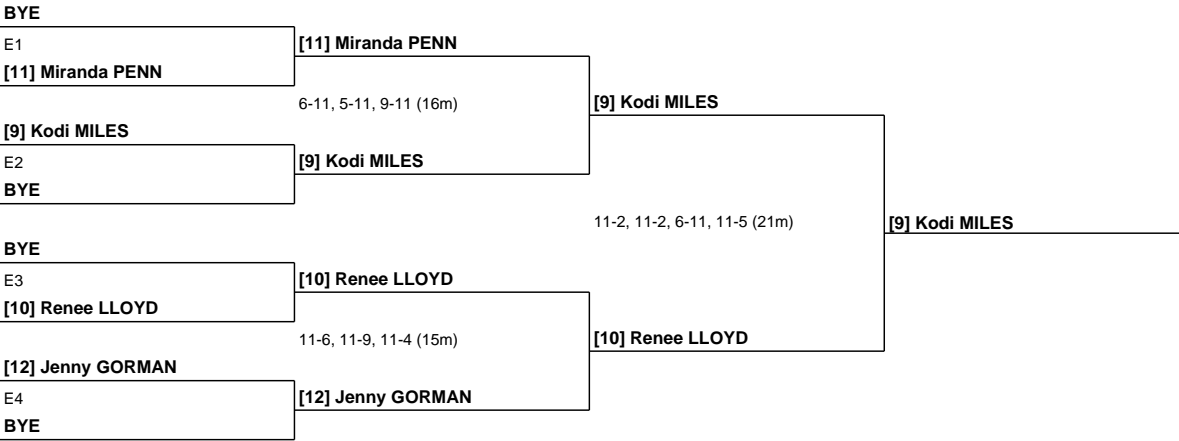 BYE
E1
[11] Miranda PENN
[11] Miranda PENN
6-11, 5-11, 9-11 (16m)
[9] Kodi MILES
[9] Kodi MILES
E2
[9] Kodi MILES
BYE
11-2, 11-2, 6-11, 11-5 (21m)
[9] Kodi MILES
BYE
E3
[10] Renee LLOYD
[10] Renee LLOYD
11-6, 11-9, 11-4 (15m)
[10] Renee LLOYD
[12] Jenny GORMAN
E4
[12] Jenny GORMAN
BYE